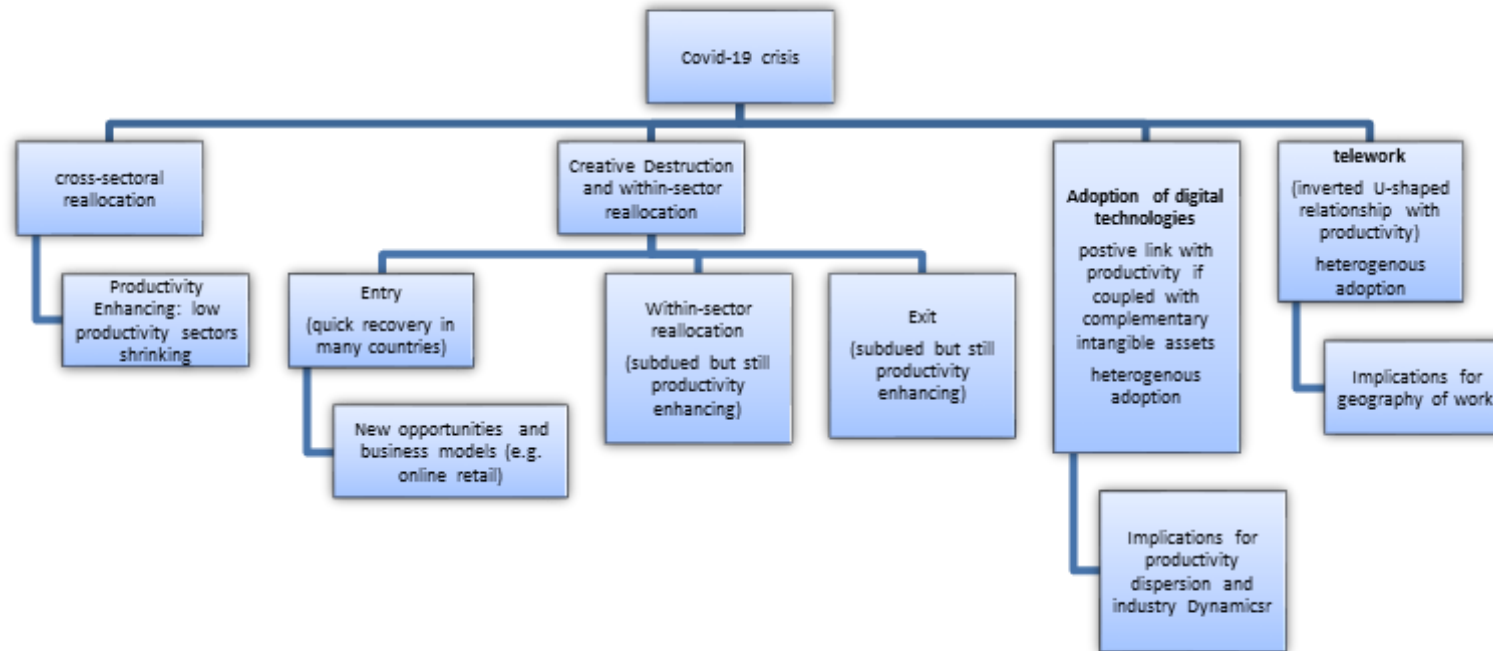 Covid-19 crisis
cross-sectoral
reallocation
Productivity
Enhancing: low
productivity sectors
shrinking
Creative Destruction
and within-sector
reallocation
Entry
(quick recovery in
many countries)
New opportunities and
business models (e.g.
online retail)
Within-sector
reallocation
(subdued but still
productivity
enhancing)
Exit
(subdued but still
productivity
enhancing)
Adoption of digital
technologies
postive link with
productivity if
coupled with
complementary
intangible assets
heterogenous
adoption
Implications for
productivity
dispersion and
industry Dynamicsr
telework
(inverted U-shaped
relationship with
productivity)
heterogenous
adoption
Implications for
geography of work